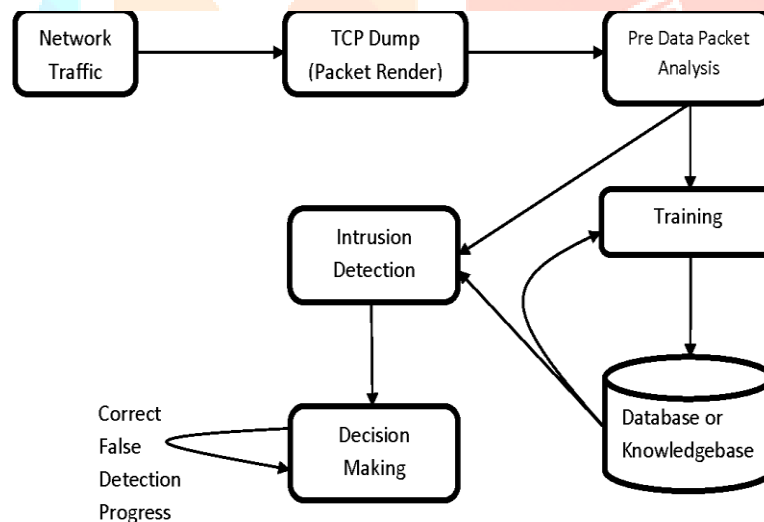 Network
Traffic
TCP Dump
(Packet Render)
Pre Data Packet
Analysis
Intrusion
Detection
Training
Correct
False
Detection
Progress
Decision
Making
Database or
Knowledgebase